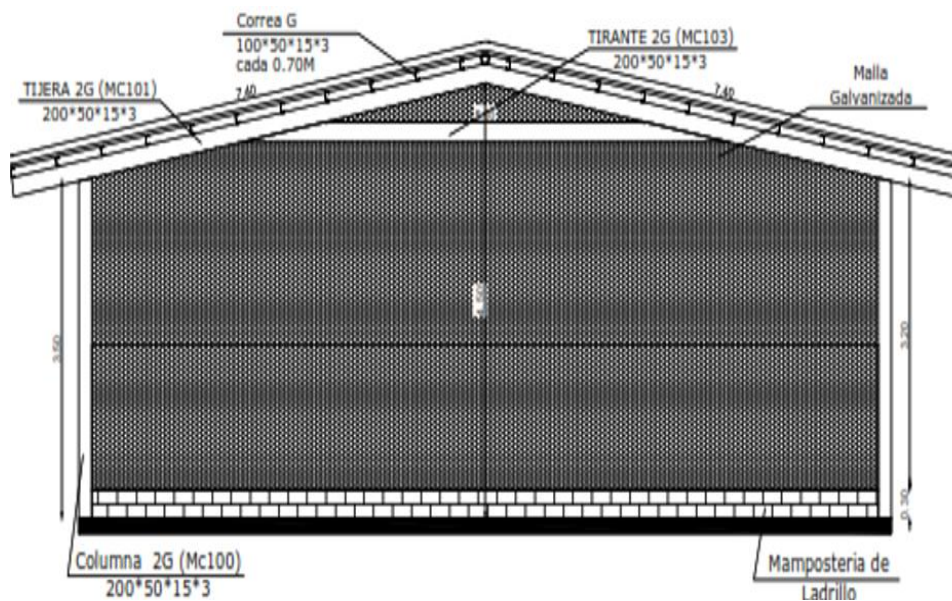 Correa G
100*50*15*3
cada 0.70M
TIRANTE 2G (MC103)
200*50*15*3
TIJERA 2G (MC101)
200*50*15*3
Malla
Galvanizada
7.40
7.40
3.50
3.20
0.30
Columna 2G (Mc100)
200*50*15*3
Mamposteria de
Ladrillo